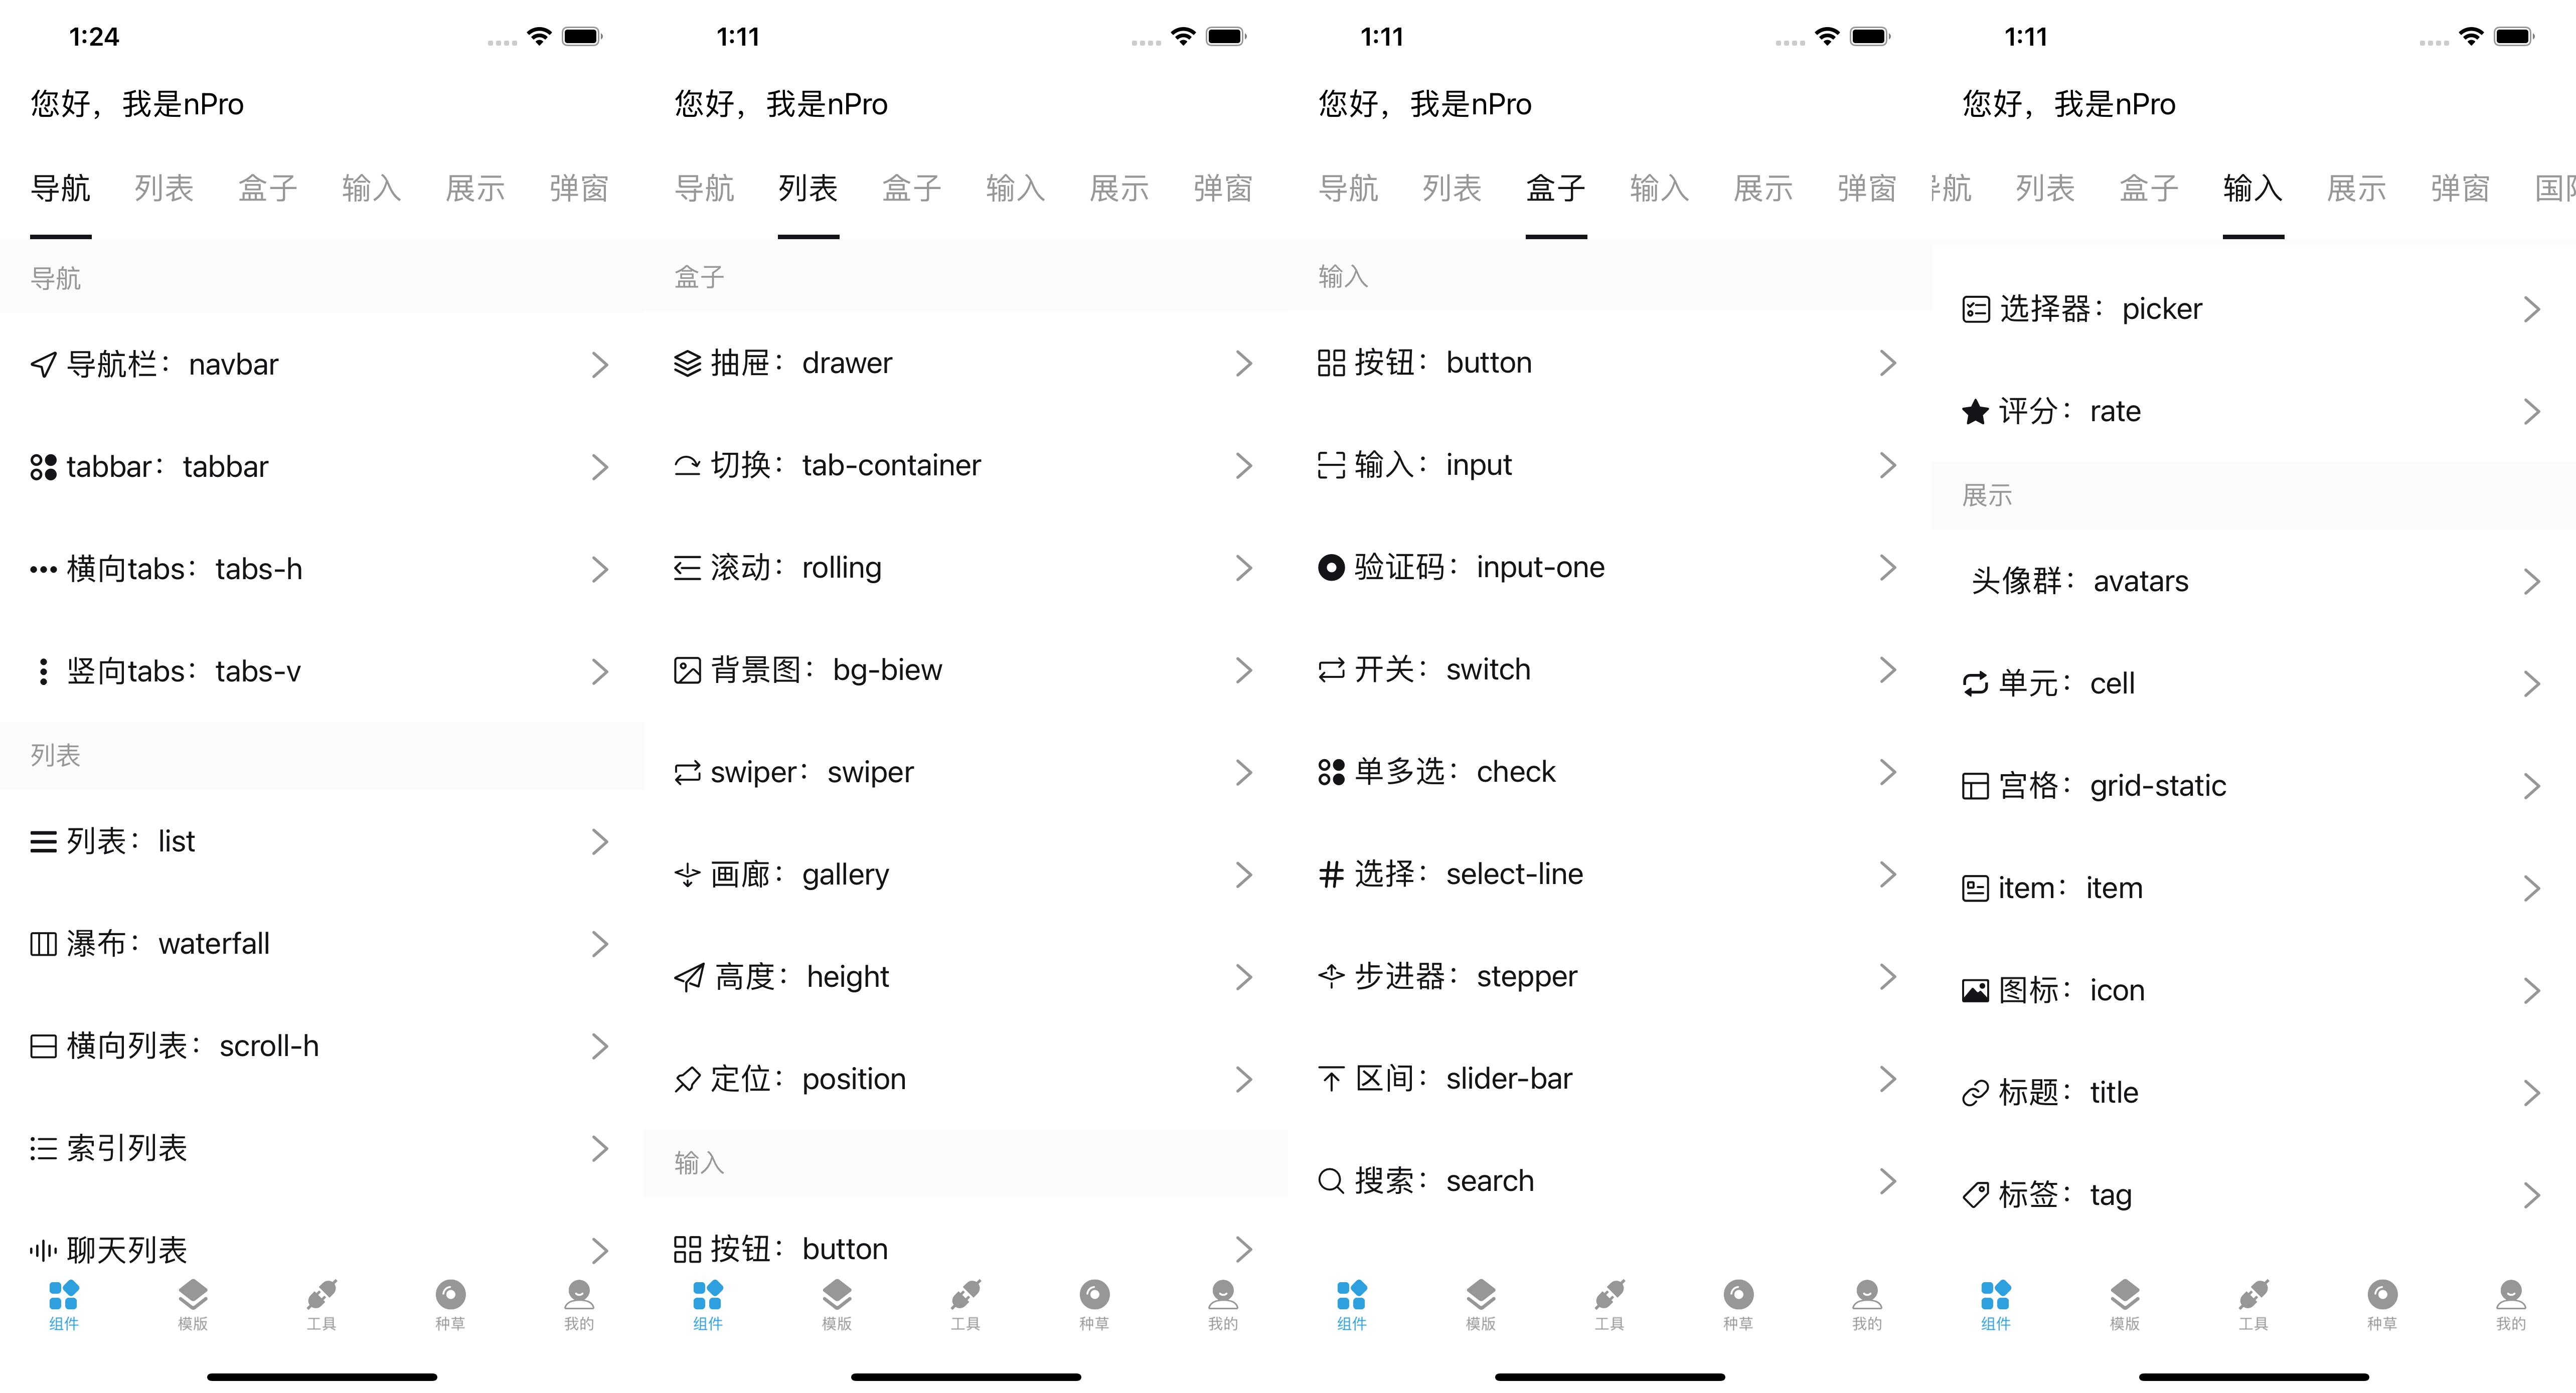 1:24
您好，我是nPro
导航 列表 盒子 输入 展示 弹窗
导航
导航栏：navbar
tabbar：tabbar
横向tabs：tabs-h
竖向tabs：tabs-v
列表
列表：list
瀑布：waterfall
横向列表：scroll-h
索引列表
聊天列表
组件 模版 工具 种草 我的
1:11
您好，我是nPro
导航 列表 盒子 输入 展示 弹窗
盒子
抽屉：drawer
切换：tab-container
滚动：rolling
背景图：bg-biew
swiper：swiper
画廊：gallery
高度：height
定位：position
输入
按钮：button
组件 模版 工具 种草 我的
1:11
您好，我是nPro
导航 列表 盒子 输入 展示 弹窗
输入
按钮：button
输入：input
验证码：input-one
开关：switch
单多选：check
选择：select-line
步进器：stepper
区间：slider-bar
搜索：search
组件 模版 工具 种草 我的
1:11
您好，我是nPro
导航 列表 盒子 输入 展示 弹窗 国
选择器：picker
评分：rate
展示
头像群：avatars
单元：cell
宫格：grid-static
item：item
图标：icon
标题：title
标签：tag
组件 模版 工具 种草 我的